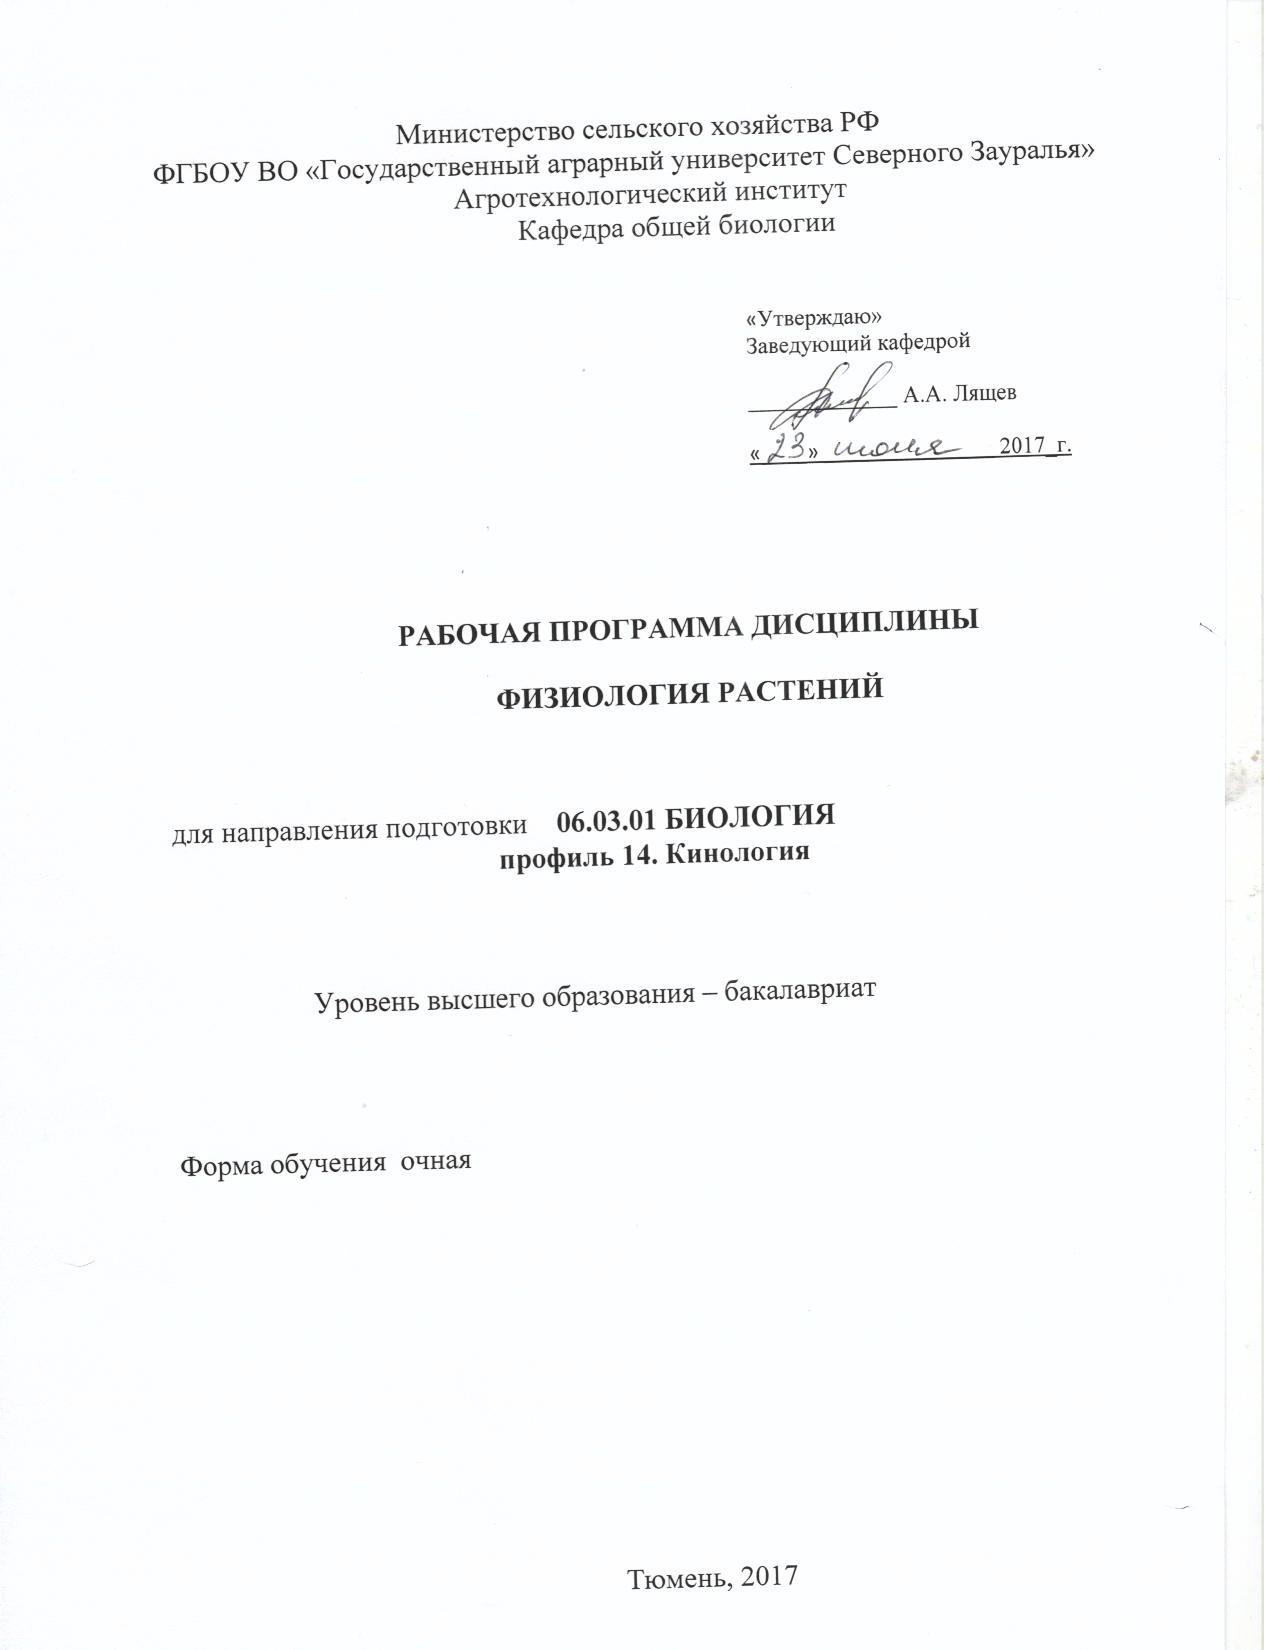 Министерство сельского хозяйства РФ
ФГБОУ ВО «Государственный аграрный университет Северного Зауралья»
Агротехнологический институт
Кафедра общей биологии
«Утверждаю»
Заведующий кафедрой
А.А. Лящев
«23» июня 2017_г.
РАБОЧАЯ ПРОГРАММА ДИСЦИПЛИНЫ
ФИЗИОЛОГИЯ РАСТЕНИЙ
для направления подготовки 06.03.01 БИОЛОГИЯ
профиль 14. Кинология
Уровень высшего образования – бакалавриат
Форма обучения очная
Тюмень, 2017